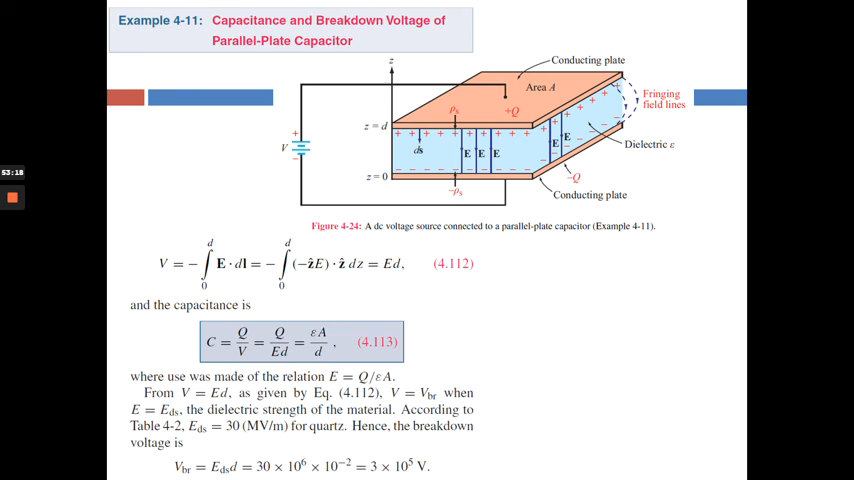 Example 4-11: Capacitance and Breakdown Voltage of
Parallel-Plate Capacitor
z
Conducting plate
Area A
Fringing
field lines
ρs
+Q
z = d
+ + + + + + + +
V
+
−
ds
E E E
E
E
Dielectric ε
z = 0
−ρs
−Q
Conducting plate
53:18
Figure 4-24: A dc voltage source connected to a parallel-plate capacitor (Example 4-11).
V = − ∫₀ᵈ E · dl = − ∫₀ᵈ (−ẑE) · ẑ dz = Ed, (4.112)
and the capacitance is
C = Q/V = Q/Ed = εA/d , (4.113)
where use was made of the relation E = Q/εA.
From V = Ed, as given by Eq. (4.112), V = Vbr when
E = Eds, the dielectric strength of the material. According to
Table 4-2, Eds = 30 (MV/m) for quartz. Hence, the breakdown
voltage is
Vbr = Edsd = 30 × 10⁶ × 10⁻² = 3 × 10⁵ V.